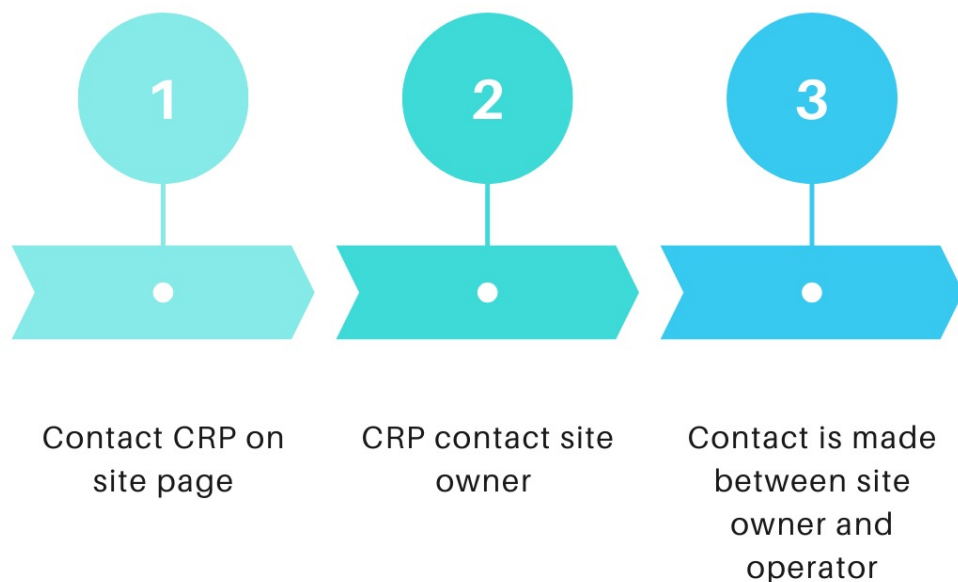 1
Contact CRP on
site page
2
CRP contact site
owner
3
Contact is made
between site
owner and
operator